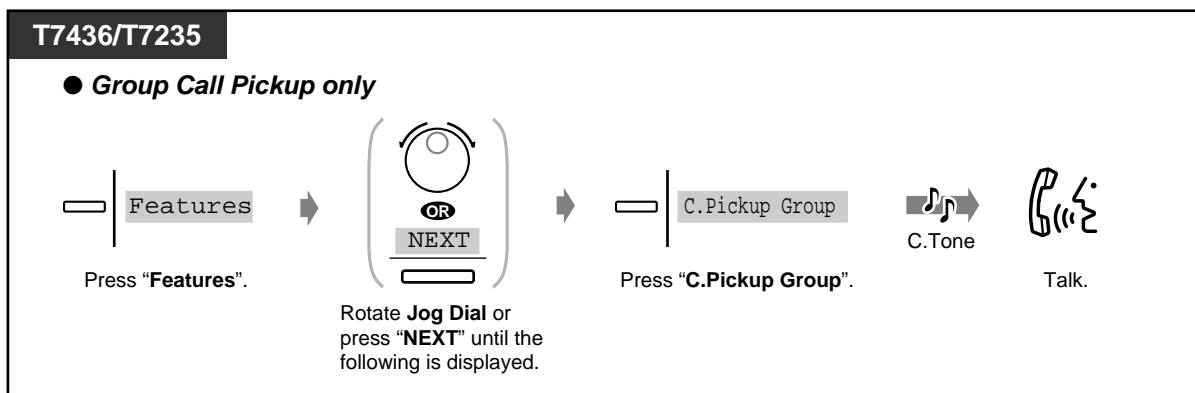 T7436/T7235
● Group Call Pickup only
Features
OR
NEXT
C.Pickup Group
C.Tone
Press “Features”.
Rotate Jog Dial or
press “NEXT” until the
following is displayed.
Press “C.Pickup Group”.
Talk.